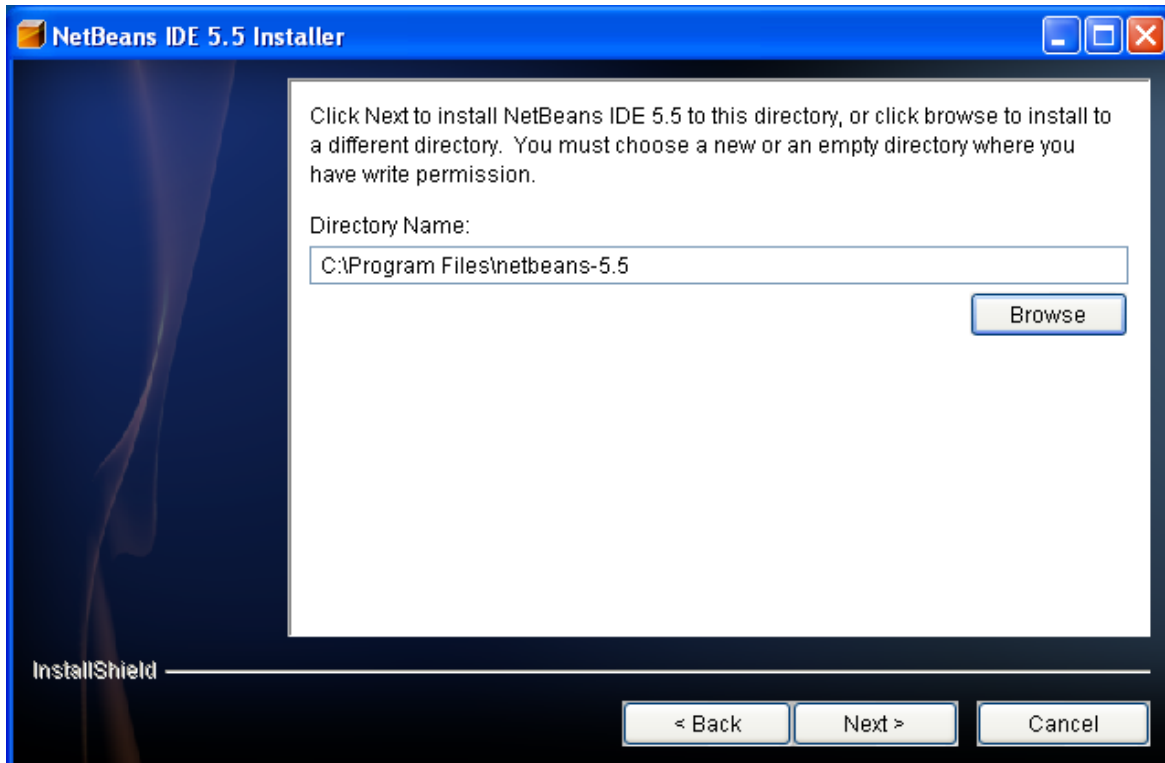 NetBeans IDE 5.5 Installer
Click Next to install NetBeans IDE 5.5 to this directory, or click browse to install to
a different directory.  You must choose a new or an empty directory where you
have write permission.
Directory Name:
C:\Program Files\netbeans-5.5
Browse
InstallShield
< Back
Next >
Cancel